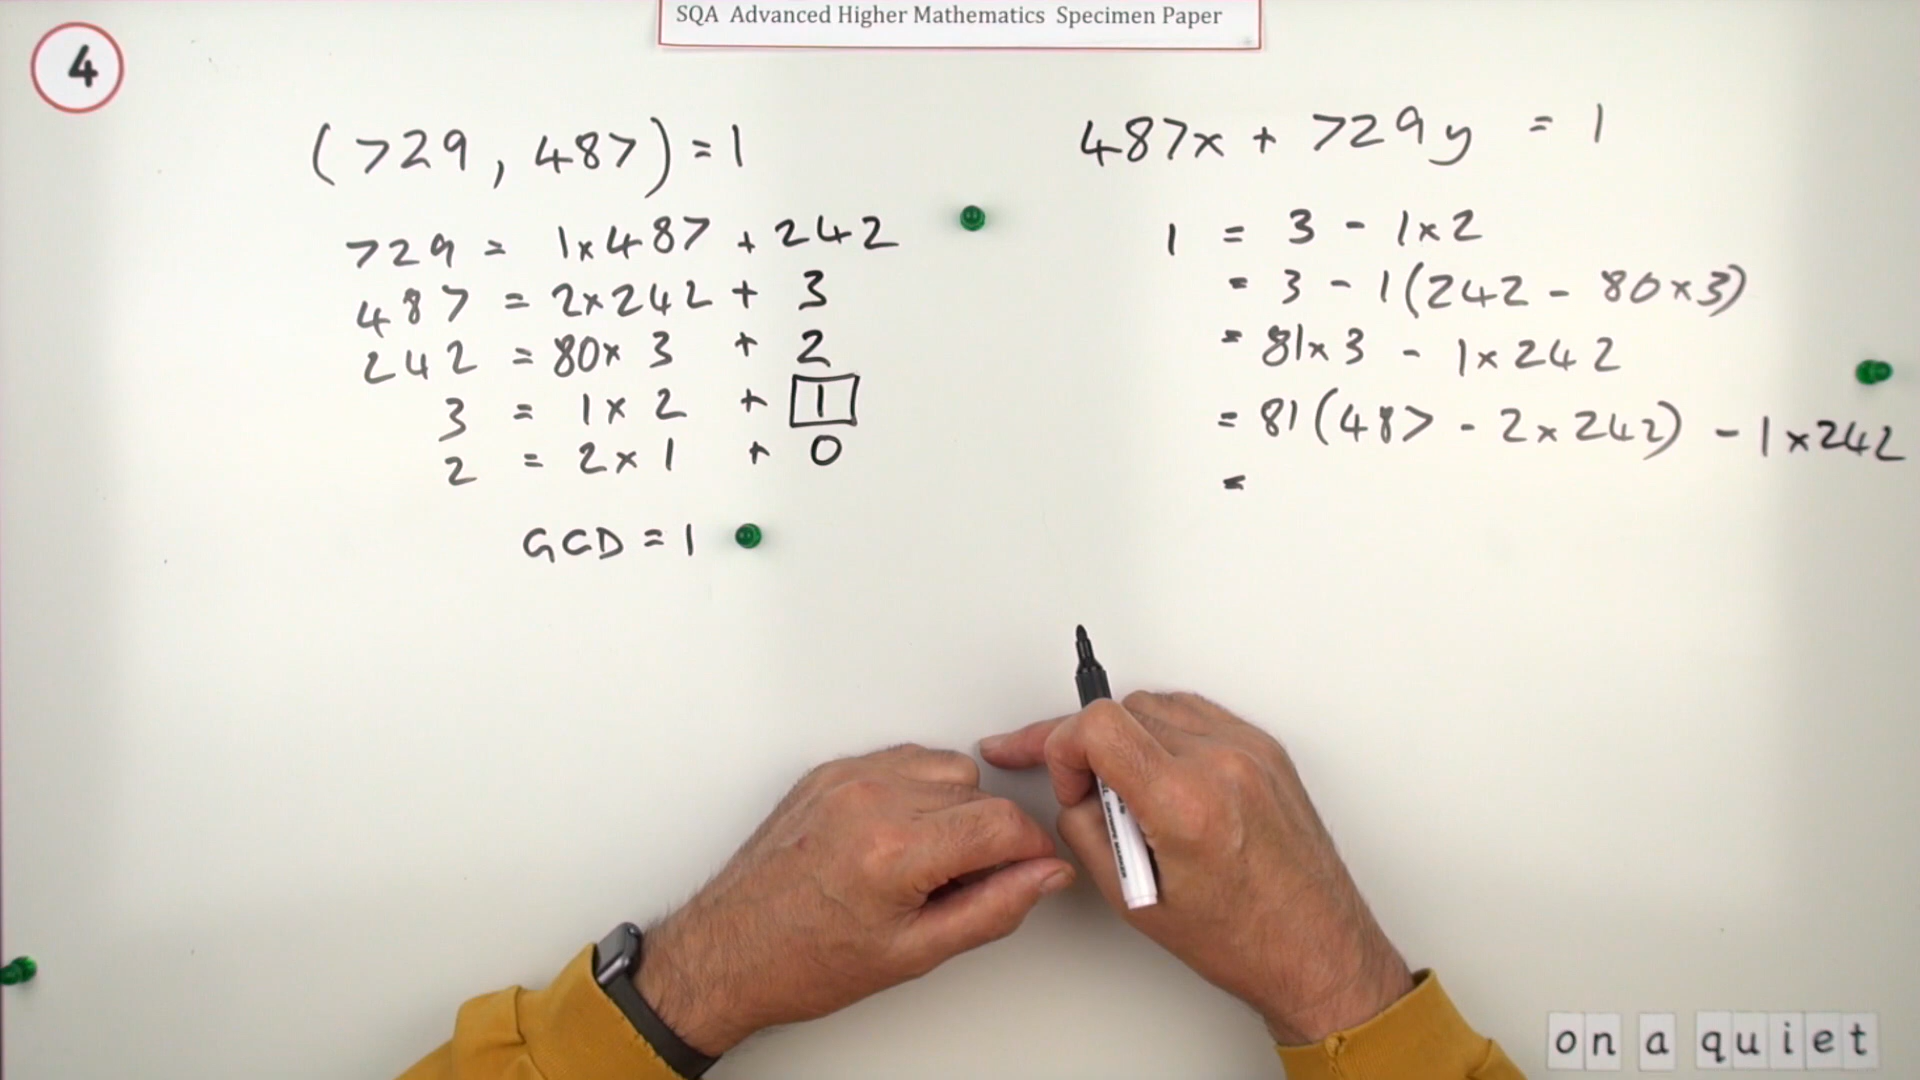 SQA Advanced Higher Mathematics Specimen Paper
4
(729, 487) = 1
729 = 1×487 + 242
487 = 2×242 + 3
242 = 80× 3 + 2
3 = 1× 2 + 1
2 = 2×1 + 0
GCD = 1
487x + 729y = 1
1 = 3 - 1×2
= 3 - 1(242 - 80×3)
= 81×3 - 1×242
= 81(487 - 2×242) - 1×242
=
on a quiet